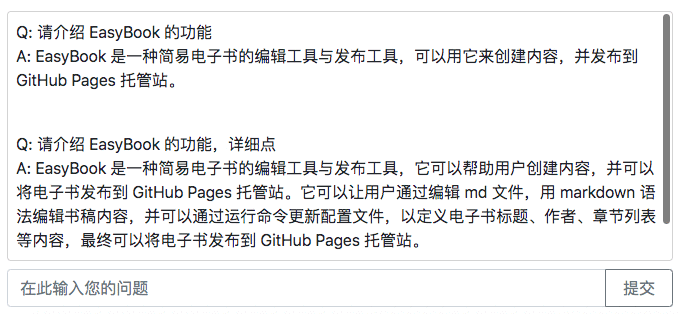 Q: 请介绍 EasyBook 的功能
A: EasyBook 是一种简易电子书的编辑工具与发布工具，可以用它来创建内容，并发布到
GitHub Pages 托管站。
Q: 请介绍 EasyBook 的功能，详细点
A: EasyBook 是一种简易电子书的编辑工具与发布工具，它可以帮助用户创建内容，并可以
将电子书发布到 GitHub Pages 托管站。它可以让用户通过编辑 md 文件，用 markdown 语
法编辑书稿内容，并可以通过运行命令更新配置文件，以定义电子书标题、作者、章节列表
等内容，最终可以将电子书发布到 GitHub Pages 托管站。
在此输入您的问题
提交